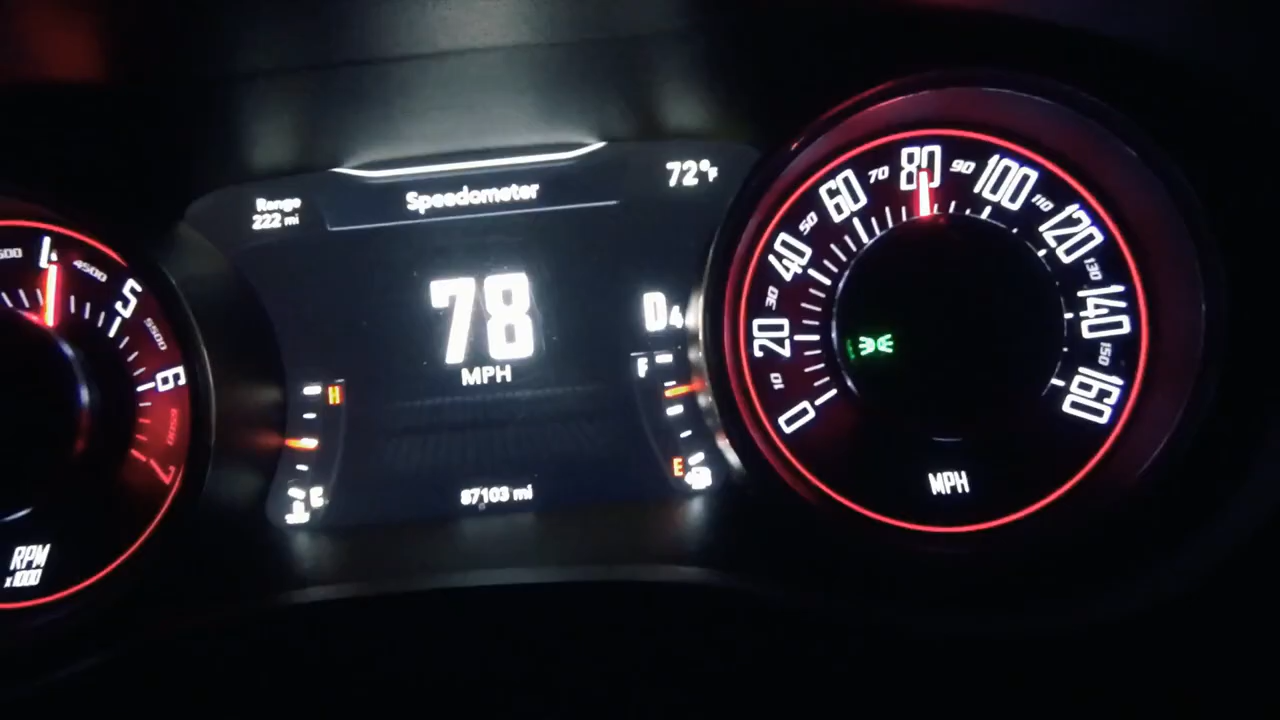 Range
222 mi
Speedometer
72°F
78
MPH
D4
F
E
H
C
87103 mi
4
4500
5
5500
6
6500
7
RPM
x1000
0
10
20
30
40
50
60
70
80
90
100
110
120
130
140
150
160
MPH